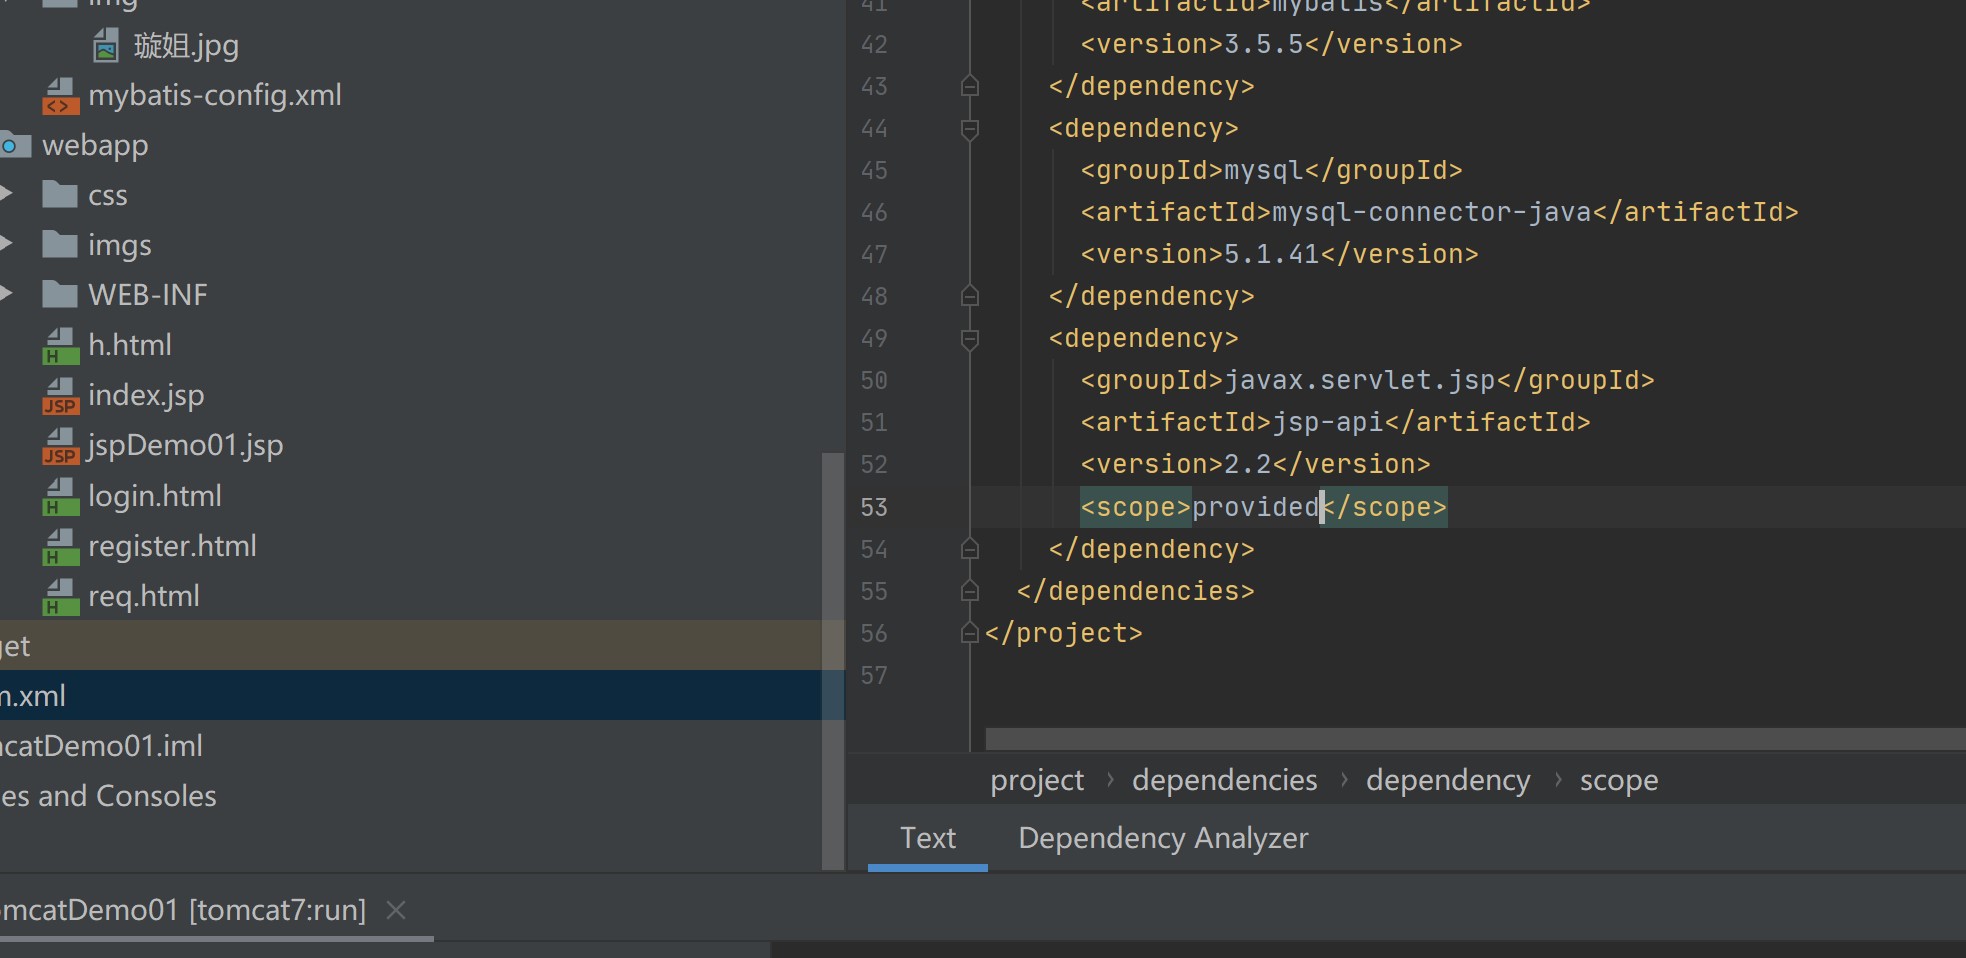 img
璇姐.jpg
mybatis-config.xml
webapp
css
imgs
WEB-INF
H h.html
JSP index.jsp
JSP jspDemo01.jsp
H login.html
H register.html
H req.html
get
m.xml
ncatDemo01.iml
es and Consoles
41 <artifactId>mybatis</artifactId>
42 <version>3.5.5</version>
43 </dependency>
44 <dependency>
45 <groupId>mysql</groupId>
46 <artifactId>mysql-connector-java</artifactId>
47 <version>5.1.41</version>
48 </dependency>
49 <dependency>
50 <groupId>javax.servlet.jsp</groupId>
51 <artifactId>jsp-api</artifactId>
52 <version>2.2</version>
53 <scope>provided</scope>
54 </dependency>
55 </dependencies>
56 </project>
57
project › dependencies › dependency › scope
Text Dependency Analyzer
omcatDemo01 [tomcat7:run] ×